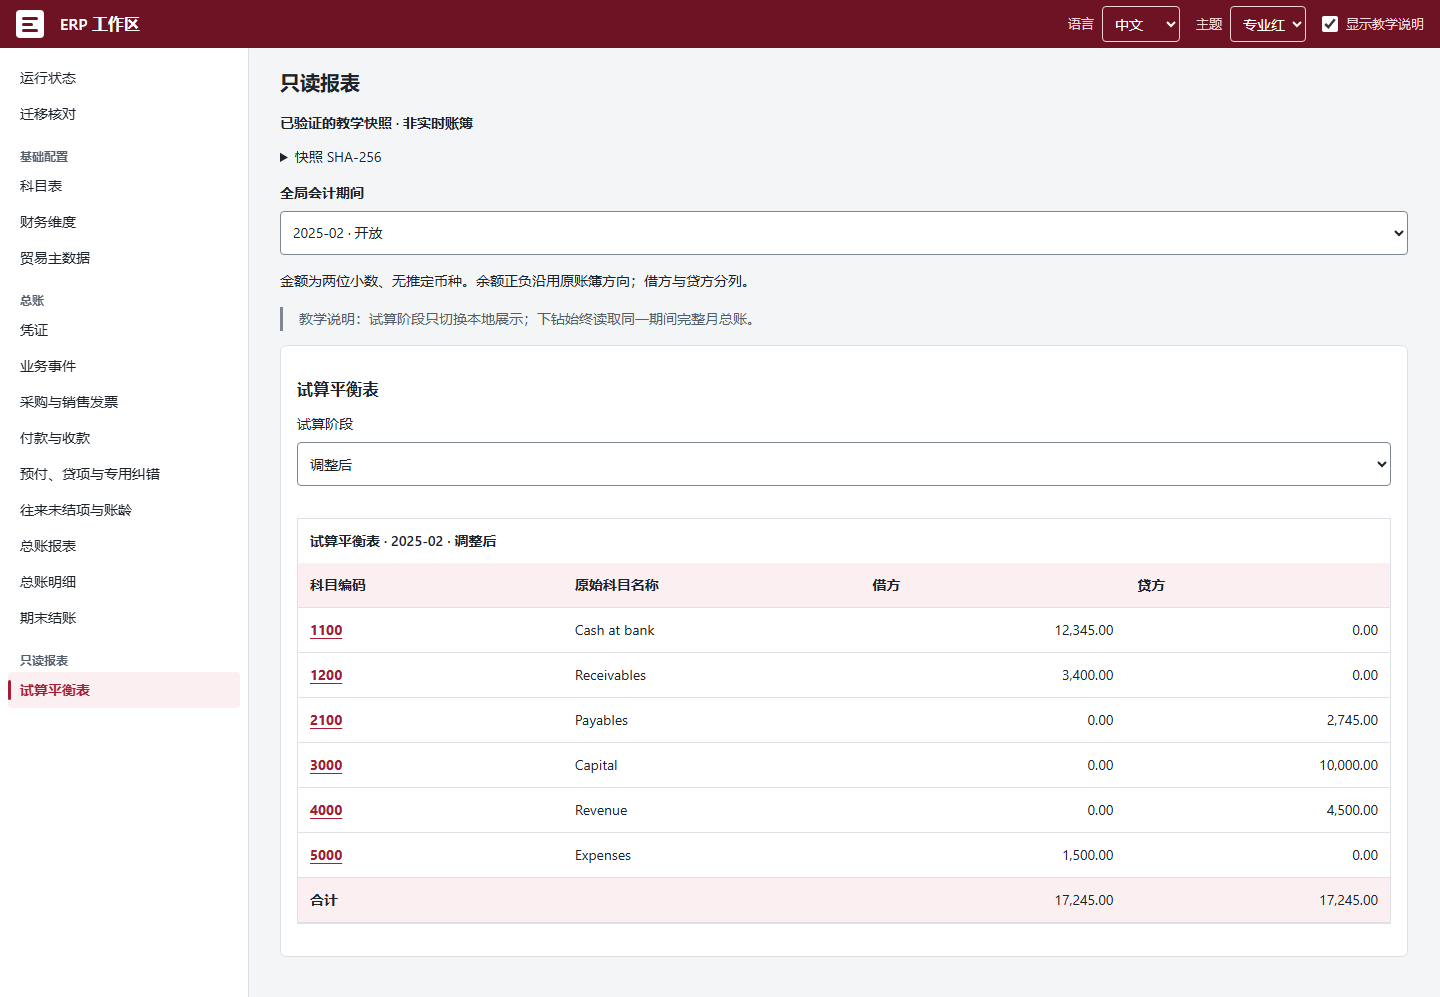 ERP 工作区 语言 中文 主题 专业红 显示教学说明
运行状态
迁移核对
基础配置
科目表
财务维度
贸易主数据
总账
凭证
业务事件
采购与销售发票
付款与收款
预付、贷项与专用纠错
往来未结项与账龄
总账报表
总账明细
期末结账
只读报表
试算平衡表
只读报表
已验证的教学快照 · 非实时账簿
快照 SHA-256
全局会计期间
2025-02 · 开放
金额为两位小数、无推定币种。余额正负沿用原账簿方向；借方与贷方分列。
教学说明：试算阶段只切换本地展示；下钻始终读取同一期间完整月总账。
试算平衡表
试算阶段
调整后
试算平衡表 · 2025-02 · 调整后
科目编码 原始科目名称 借方 贷方
1100 Cash at bank 12,345.00 0.00
1200 Receivables 3,400.00 0.00
2100 Payables 0.00 2,745.00
3000 Capital 0.00 10,000.00
4000 Revenue 0.00 4,500.00
5000 Expenses 1,500.00 0.00
合计 17,245.00 17,245.00